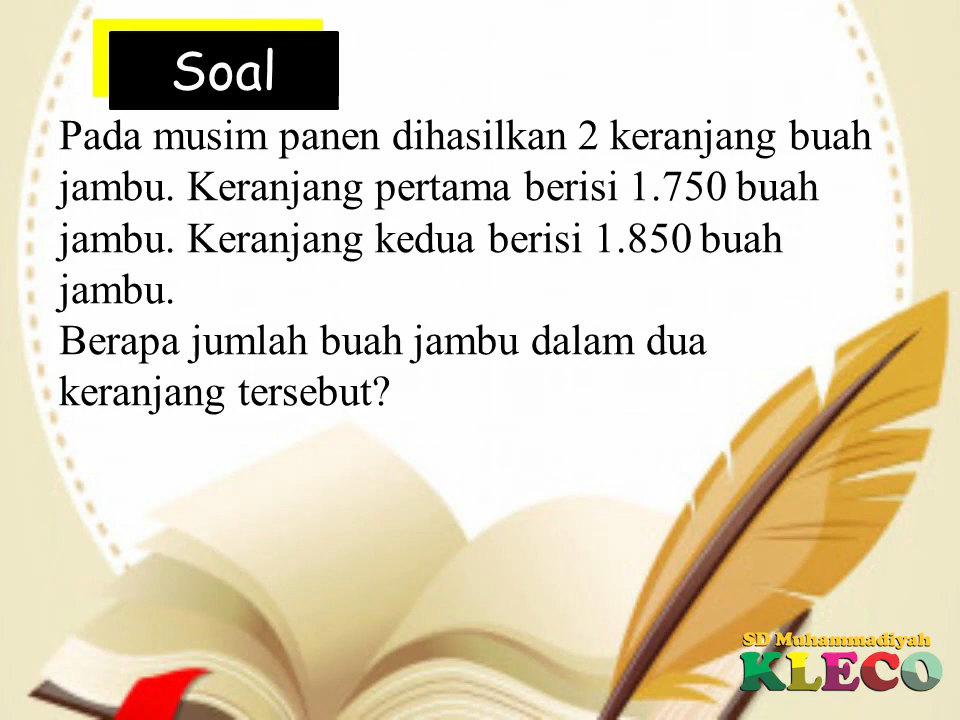 Soal
Pada musim panen dihasilkan 2 keranjang buah
jambu. Keranjang pertama berisi 1.750 buah
jambu. Keranjang kedua berisi 1.850 buah
jambu.
Berapa jumlah buah jambu dalam dua
keranjang tersebut?
SD Muhammadiyah
KLECO